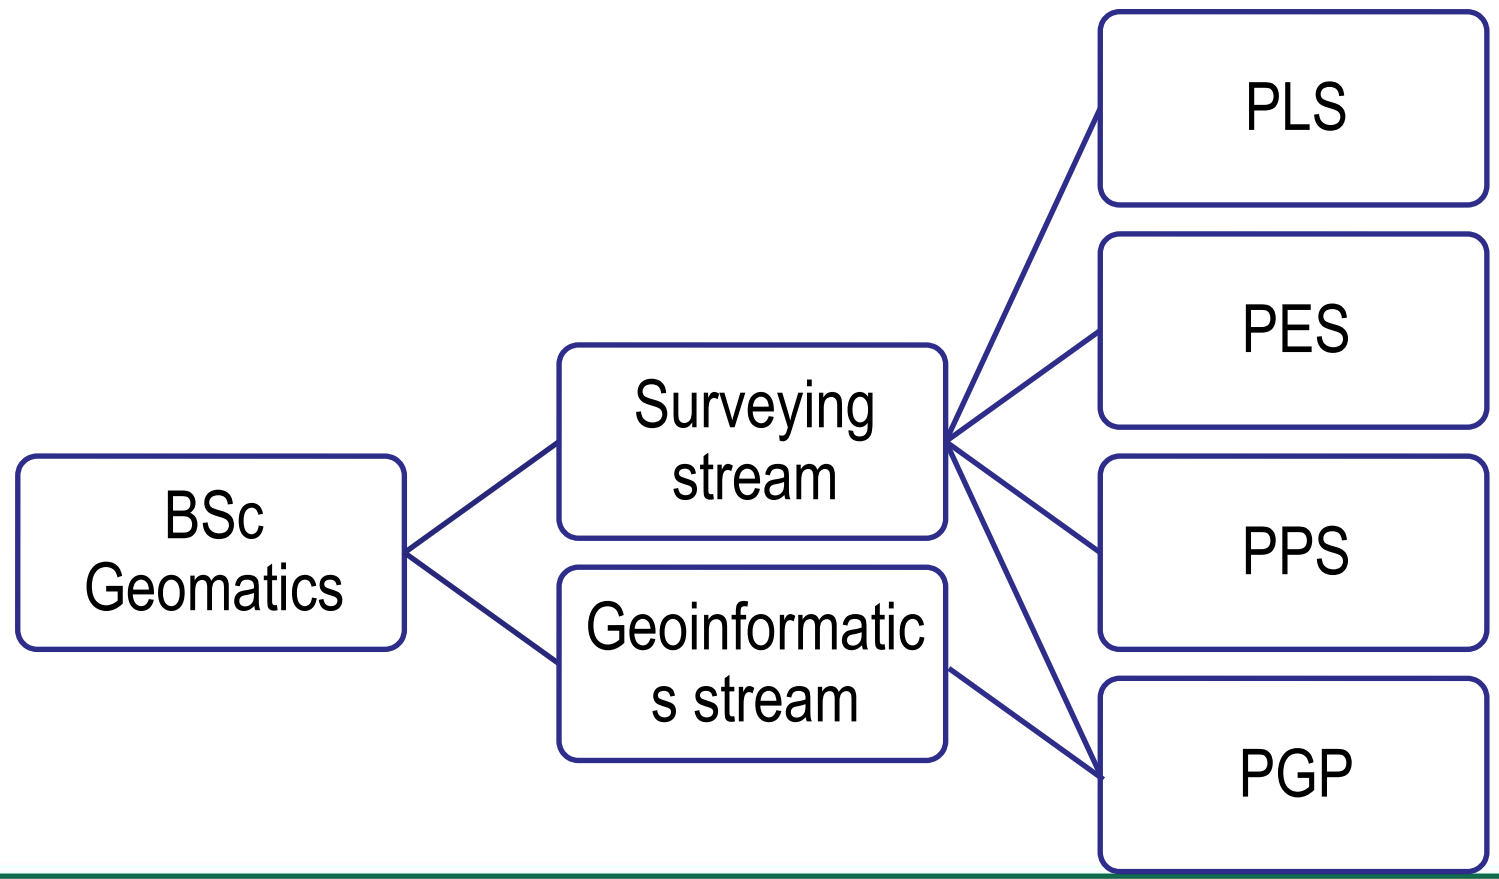 BSc
Geomatics
Surveying
stream
Geoinformatic
s stream
PLS
PES
PPS
PGP